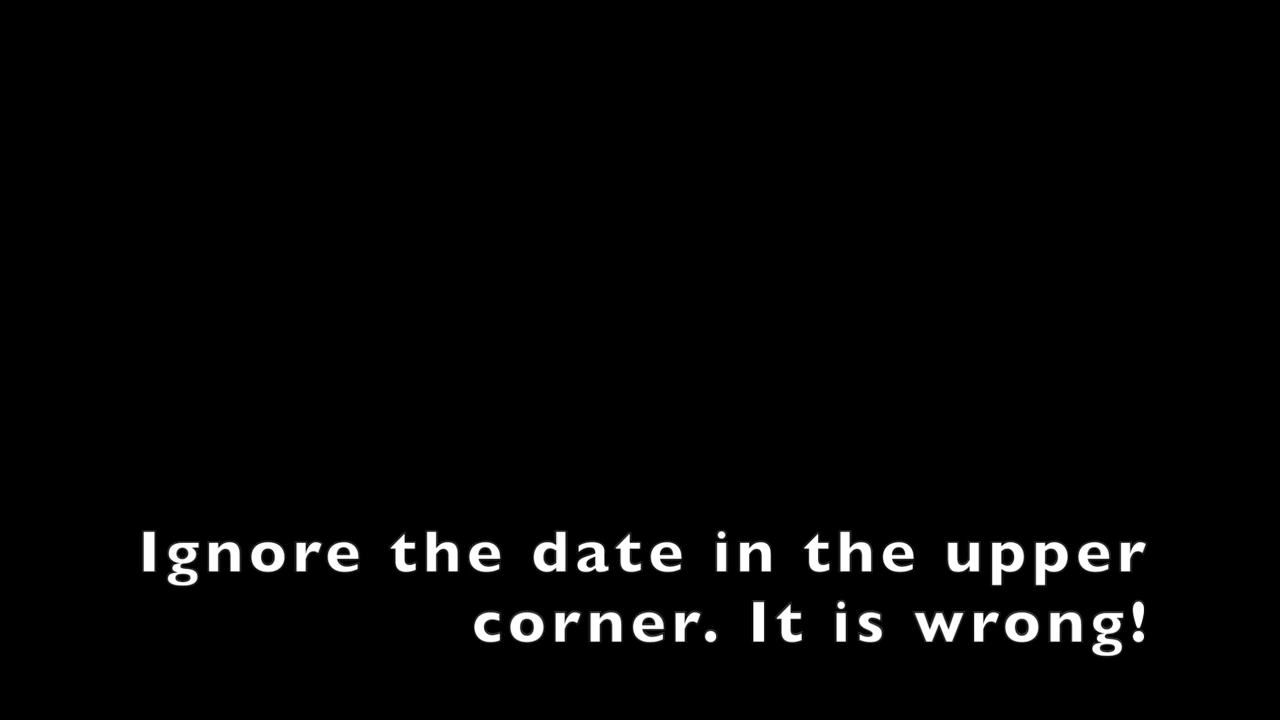 Ignore the date in the upper
corner. It is wrong!